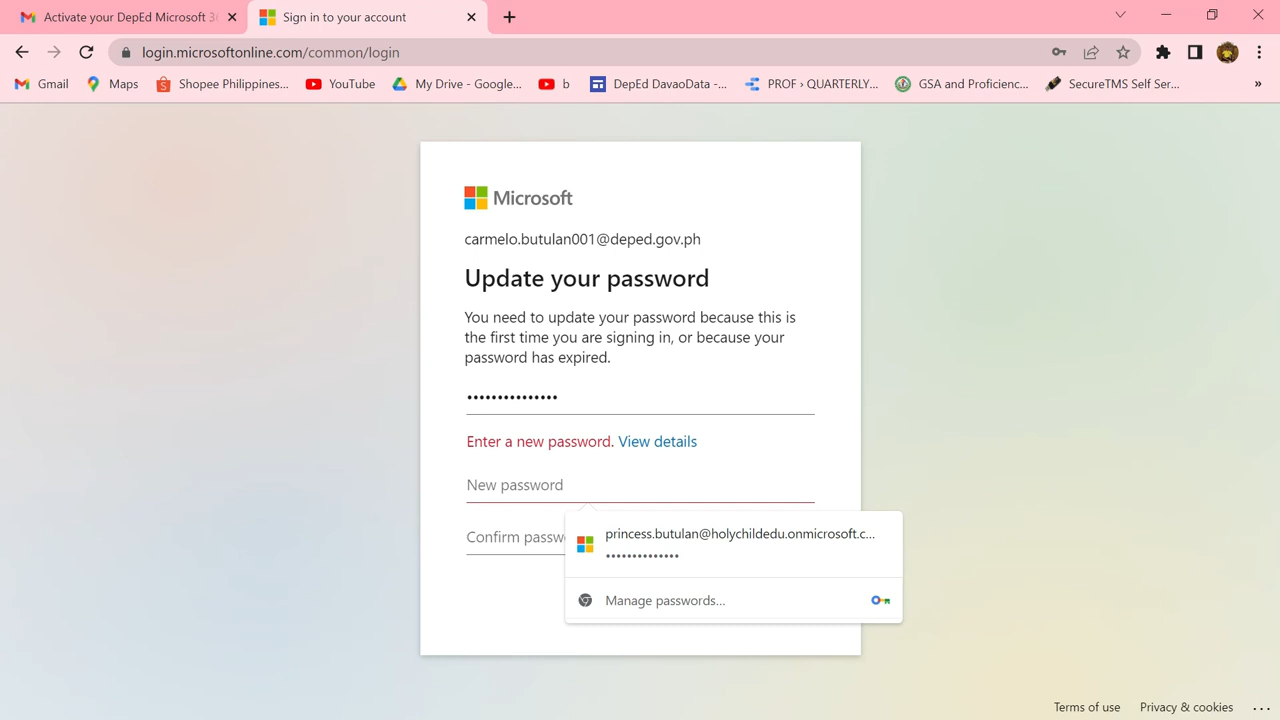 Activate your DepEd Microsoft 3
Sign in to your account
login.microsoftonline.com/common/login
Gmail
Maps
Shopee Philippines...
YouTube
My Drive - Google...
b
DepEd DavaoData -...
PROF › QUARTERLY...
GSA and Proficienc...
SecureTMS Self Ser...
»
Microsoft
carmelo.butulan001@deped.gov.ph
Update your password
You need to update your password because this is
the first time you are signing in, or because your
password has expired.
•••••••••••••••
Enter a new password. View details
New password
Confirm passw
princess.butulan@holychildedu.onmicrosoft.c...
••••••••••••••
Manage passwords...
Terms of use
Privacy & cookies
...